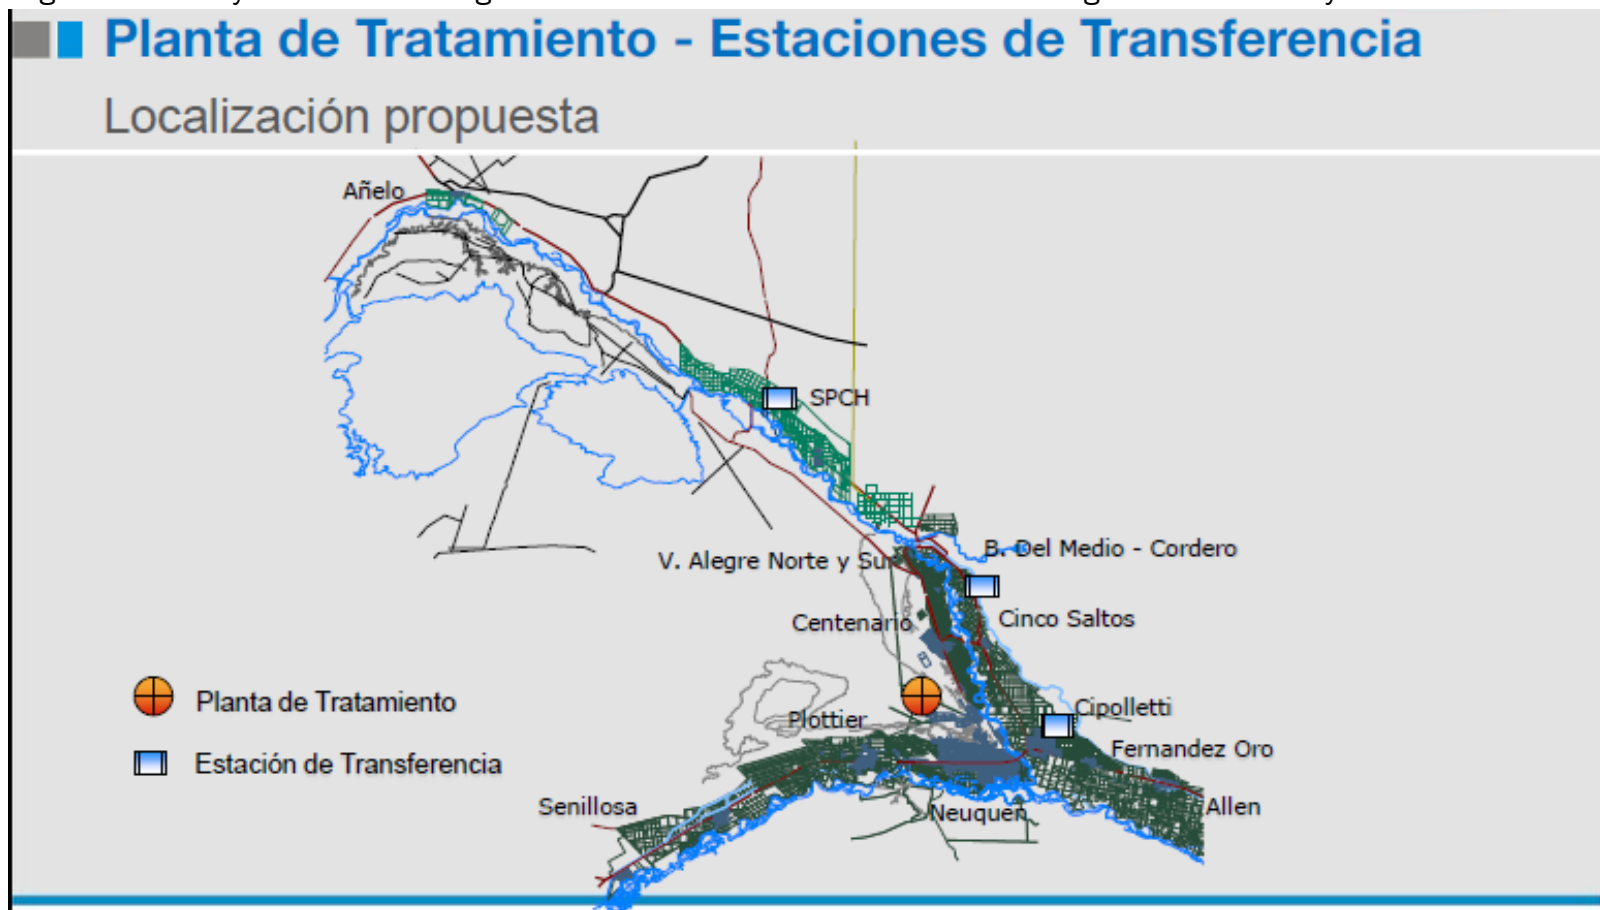 Planta de Tratamiento - Estaciones de Transferencia
Localización propuesta
Añelo
SPCH
B. Del Medio - Cordero
V. Alegre Norte y Sur
Centenario
Cinco Saltos
Planta de Tratamiento
Plottier
Cipolletti
Fernandez Oro
Estación de Transferencia
Senillosa
Neuquen
Allen